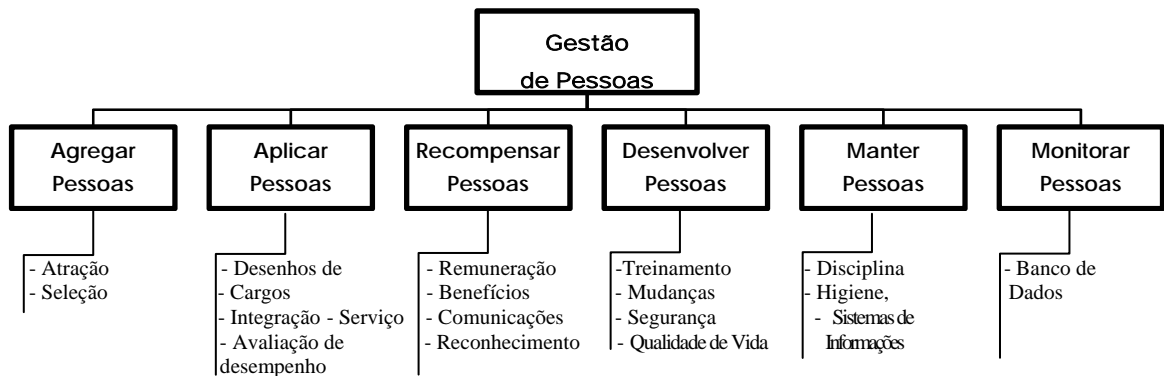 Gestão
de Pessoas
Agregar
Pessoas
Aplicar
Pessoas
Recompensar
Pessoas
Desenvolver
Pessoas
Manter
Pessoas
Monitorar
Pessoas
- Atração
- Seleção
- Desenhos de
- Cargos
- Integração - Serviço
- Avaliação de
desempenho
- Remuneração
- Benefícios
- Comunicações
- Reconhecimento
-Treinamento
- Mudanças
- Segurança
- Qualidade de Vida
- Disciplina
- Higiene,
- Sistemas de
Informações
- Banco de
Dados